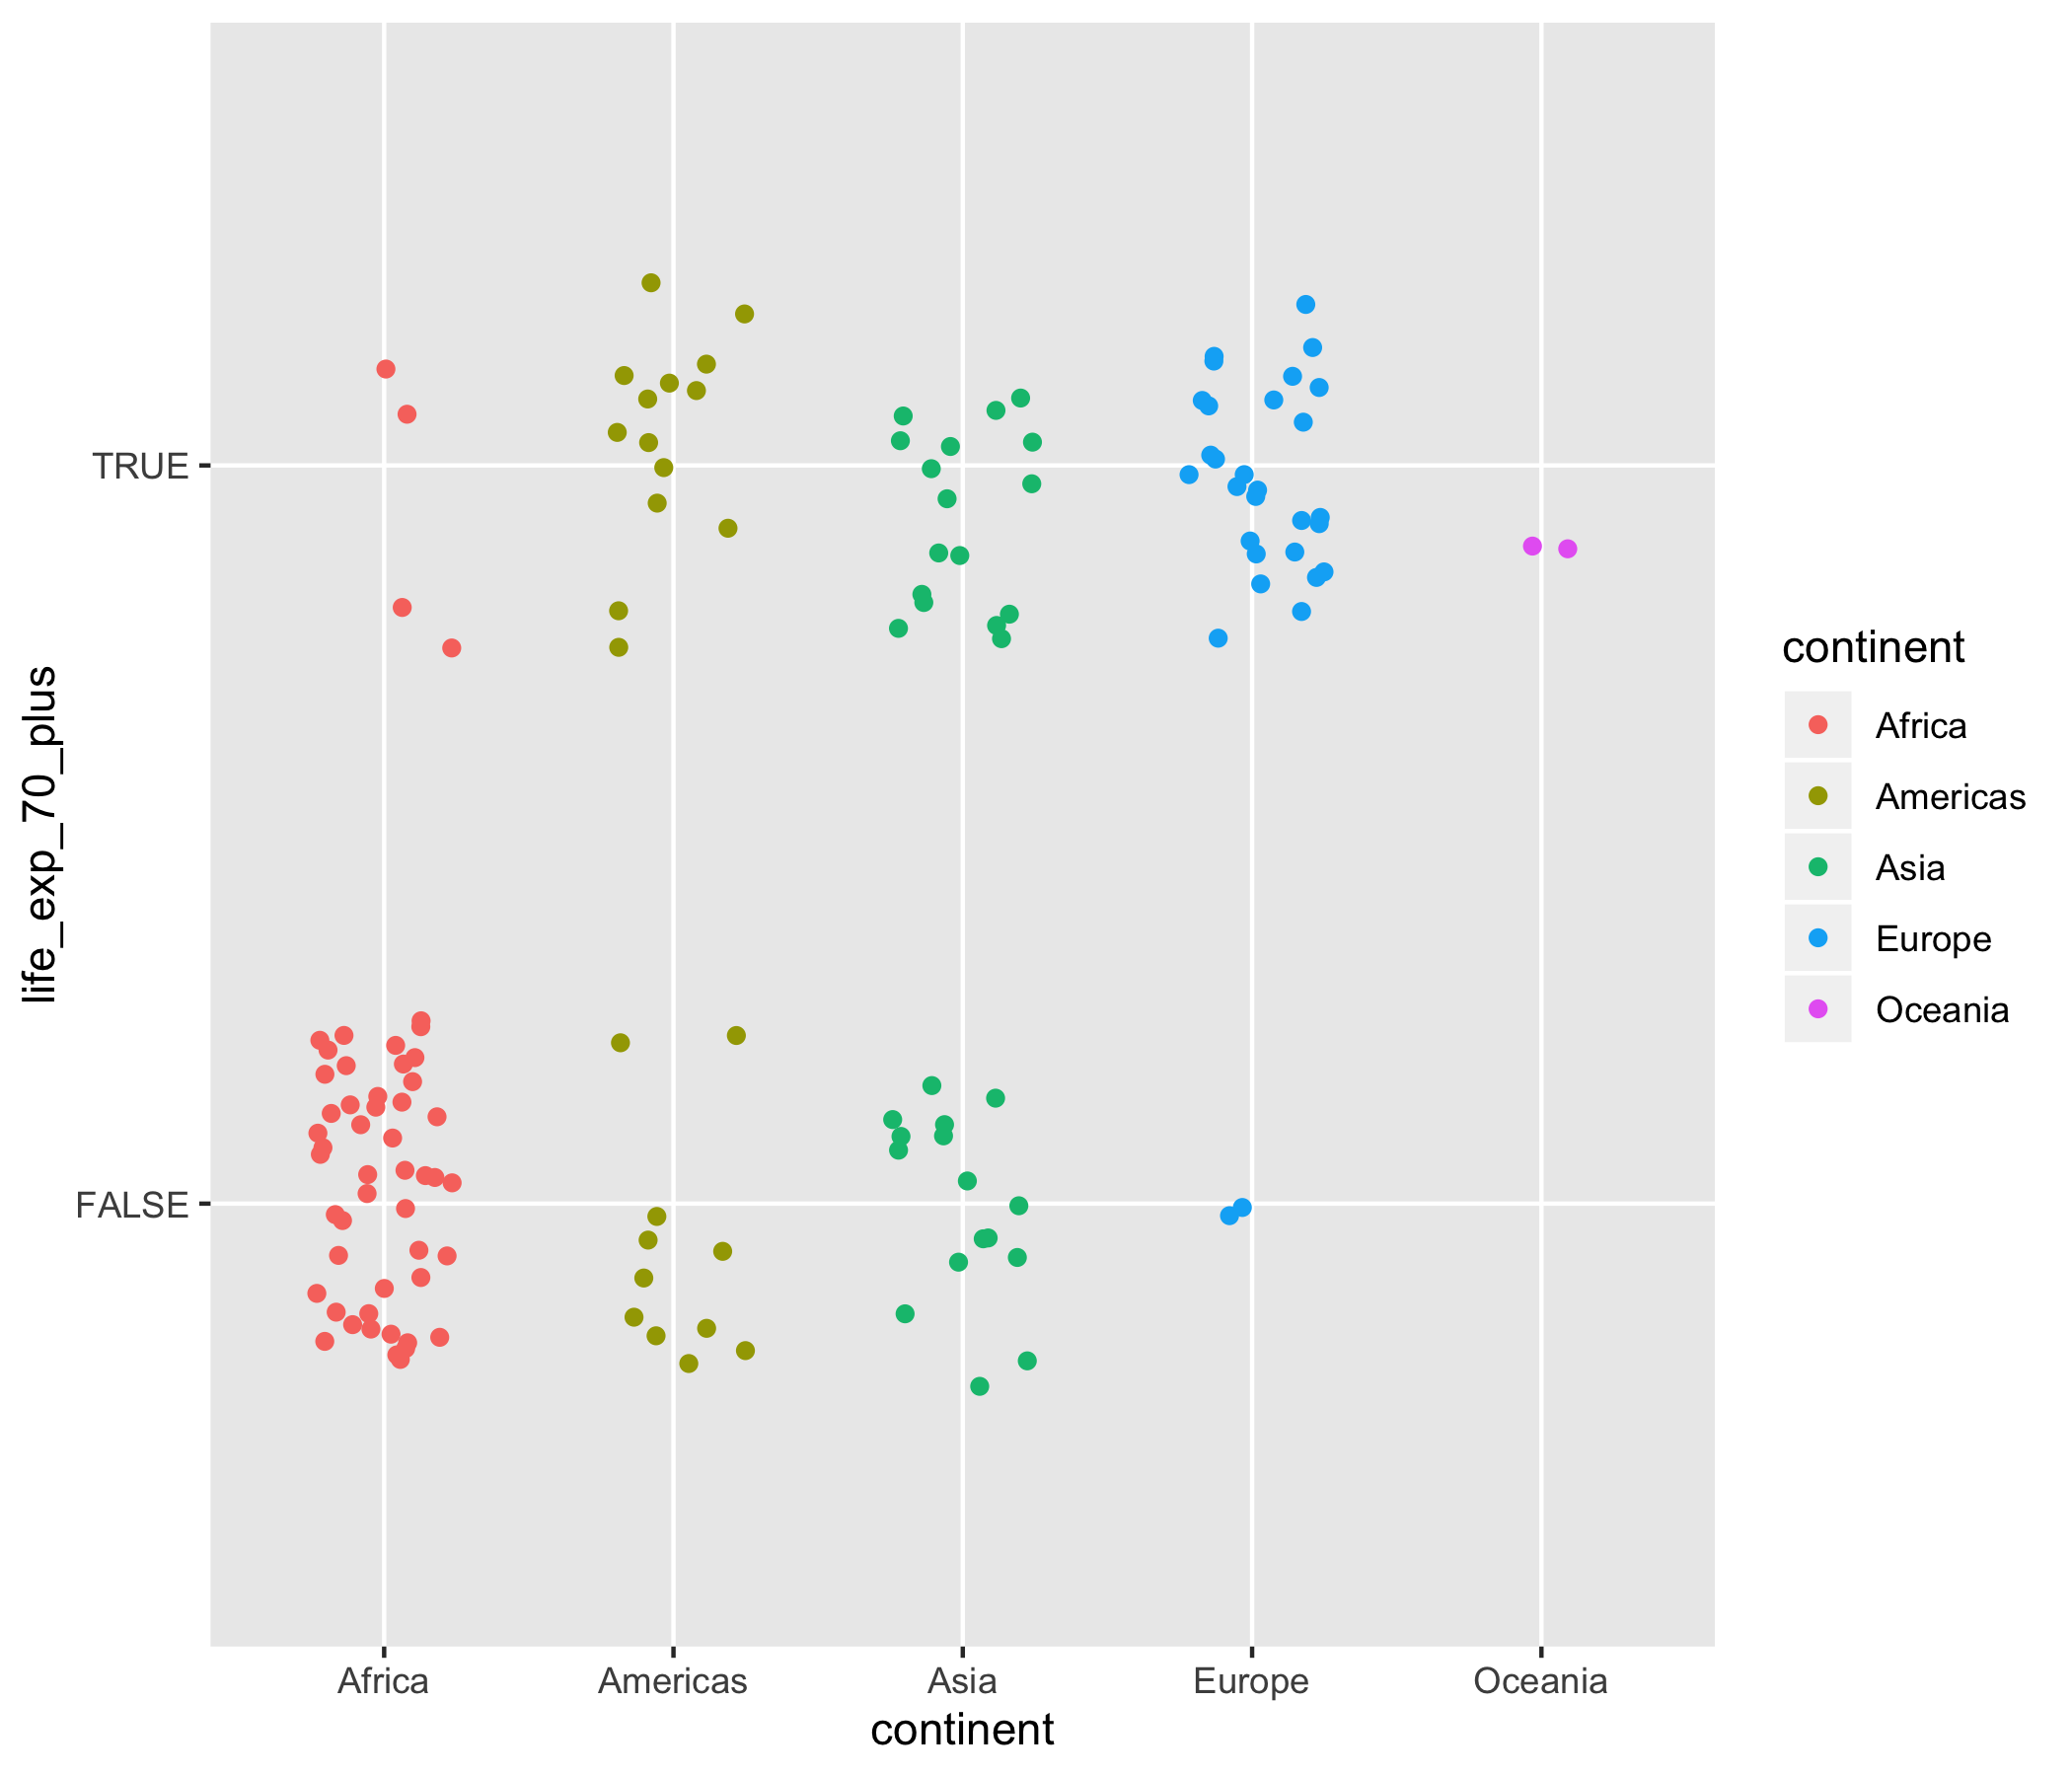 life_exp_70_plus
TRUE
FALSE
Africa
Americas
Asia
Europe
Oceania
continent
continent
Africa
Americas
Asia
Europe
Oceania